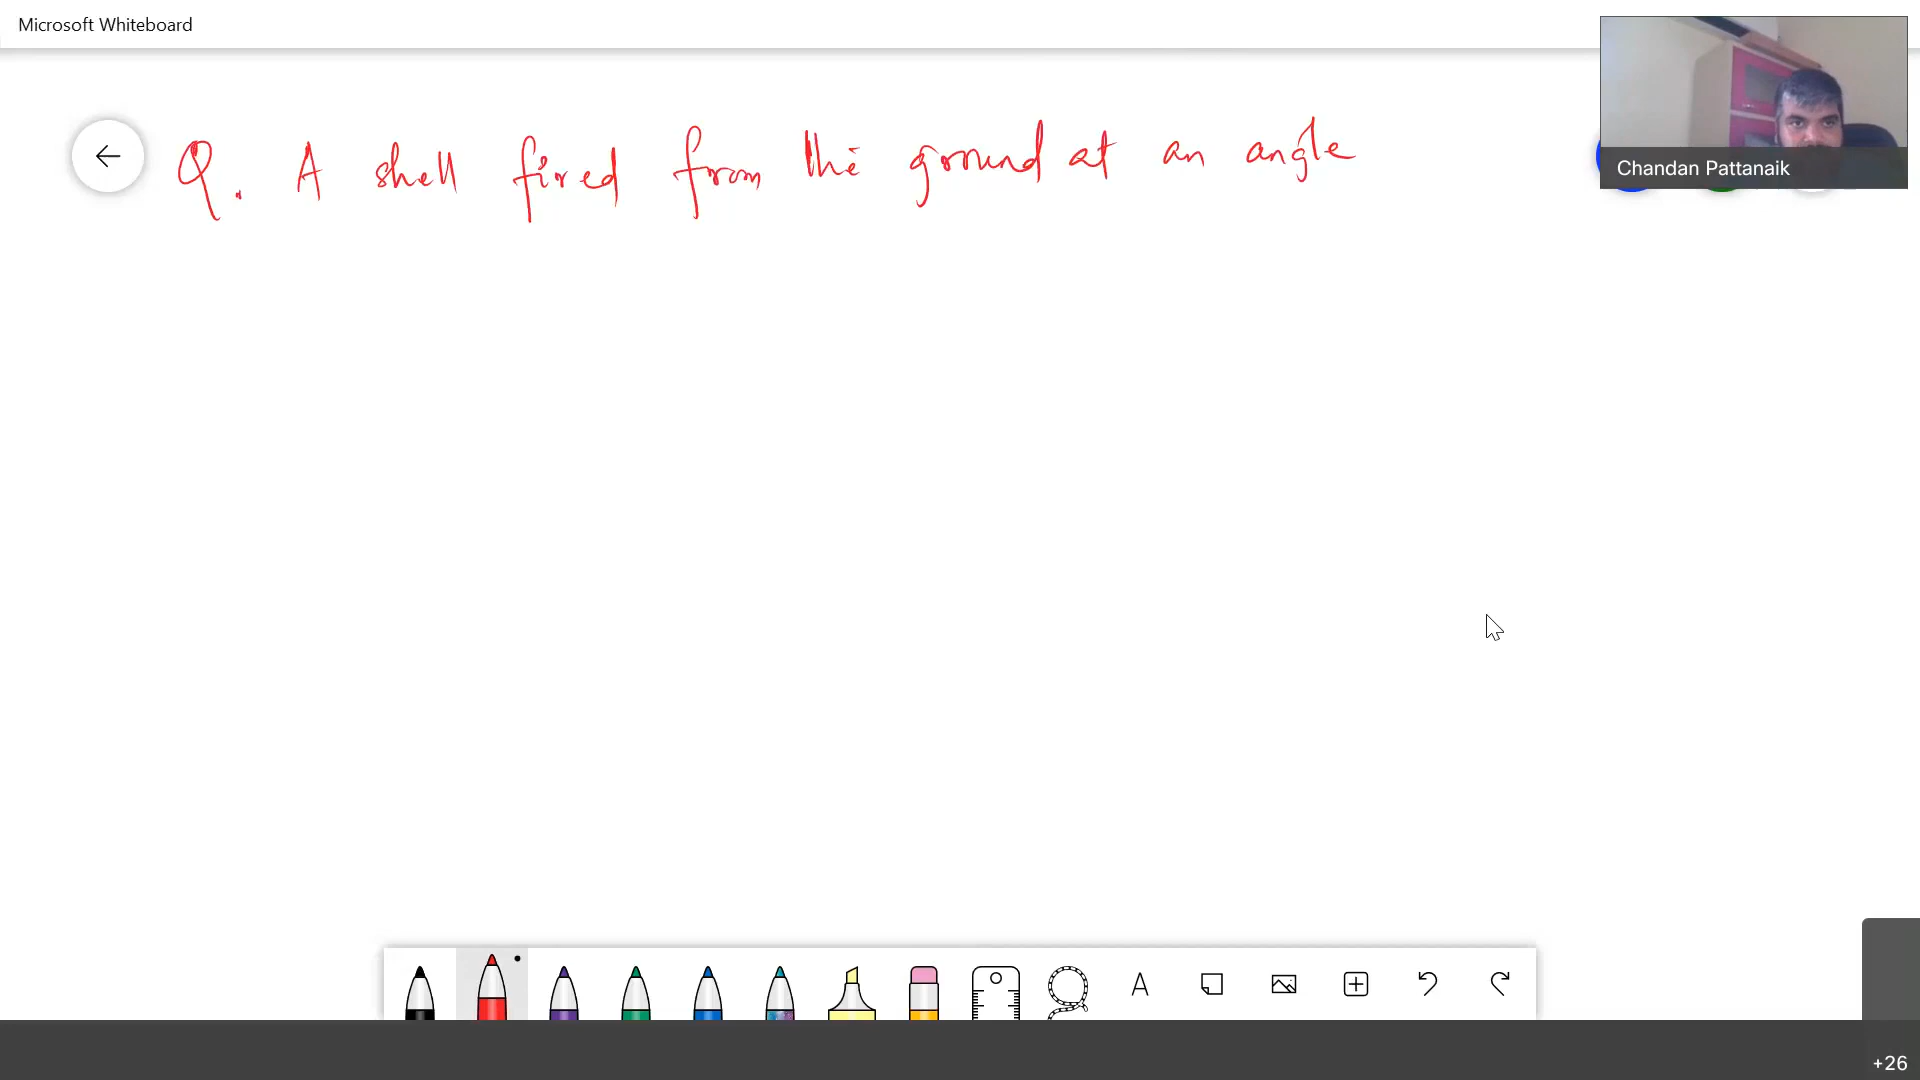 Microsoft Whiteboard
Q. A shell fired from the ground at an angle
Chandan Pattanaik
+26